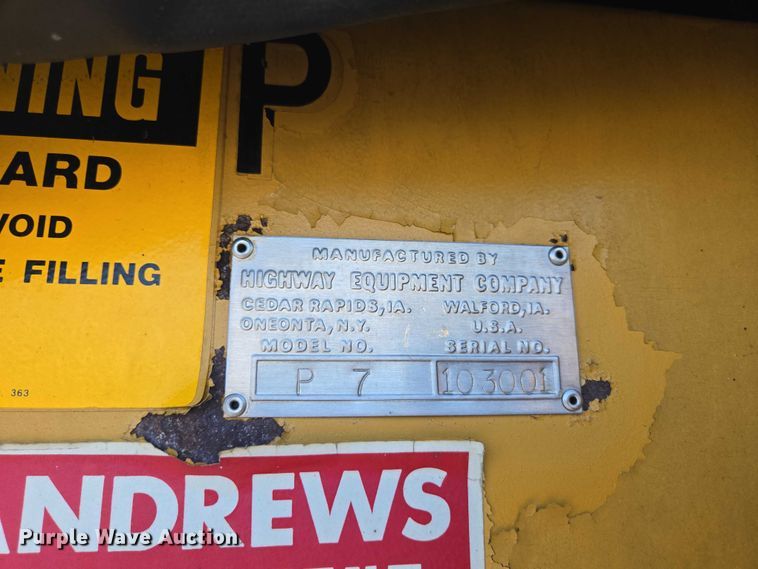 NING
P
ARD
VOID
E FILLING
363
MANUFACTURED BY
HIGHWAY EQUIPMENT COMPANY
CEDAR RAPIDS, IA. WALFORD, IA.
ONEONTA, N.Y. U.S.A.
MODEL NO. SERIAL NO.
P 7 103001
ANDREWS
Purple Wave Auction